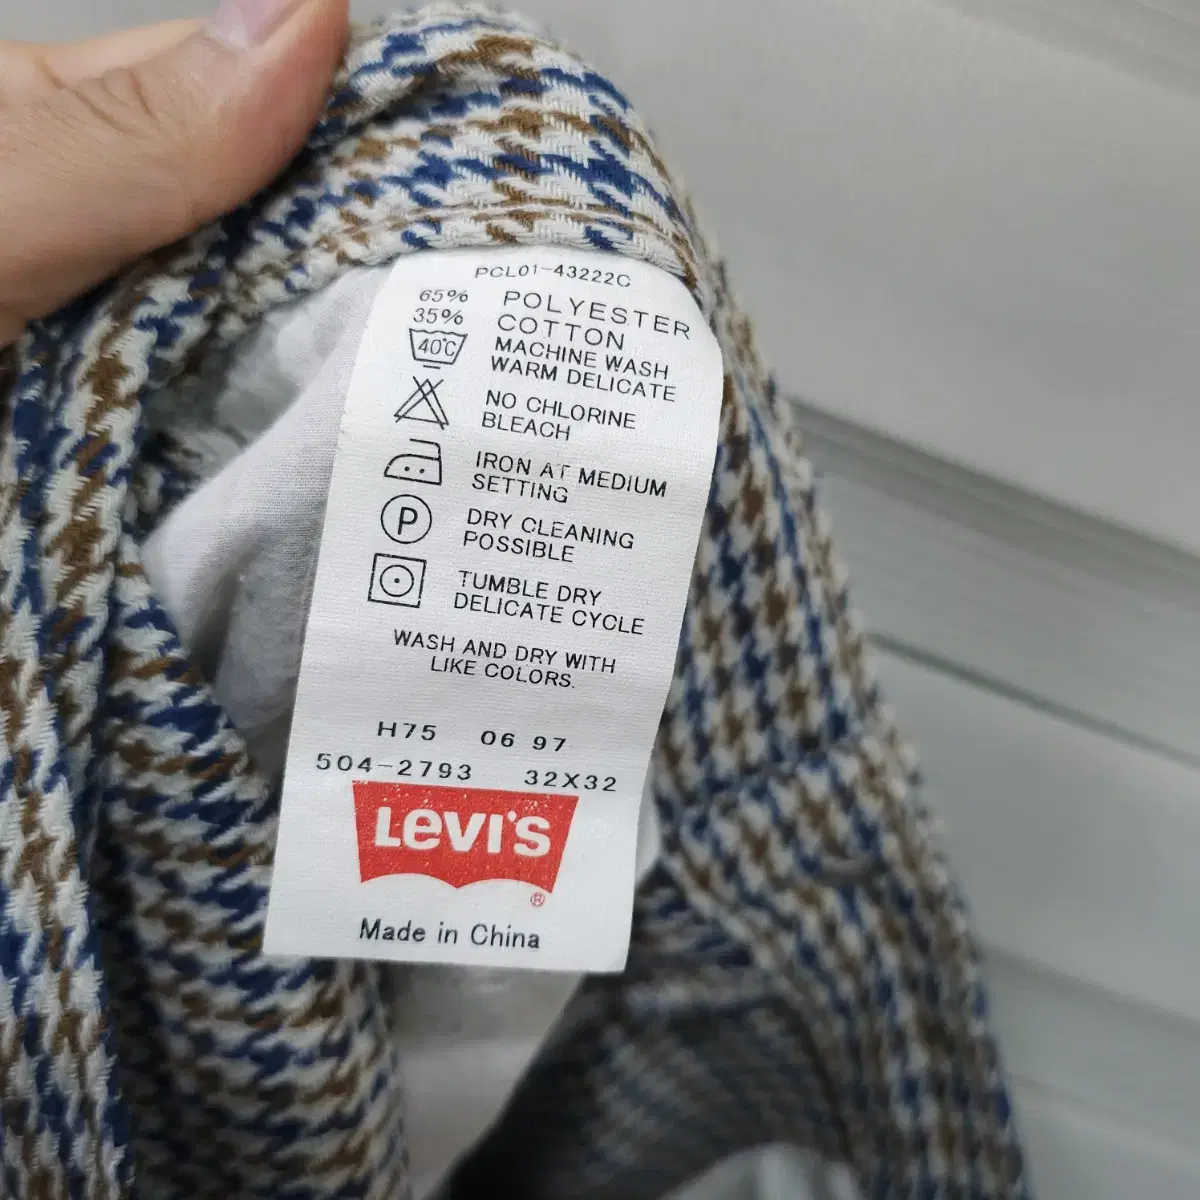 PCL01-43222C
65% POLYESTER
35% COTTON
40℃ MACHINE WASH
WARM DELICATE
NO CHLORINE
BLEACH
IRON AT MEDIUM
SETTING
P DRY CLEANING
POSSIBLE
TUMBLE DRY
DELICATE CYCLE
WASH AND DRY WITH
LIKE COLORS.
H75 06 97
504-2793 32X32
LEVI'S
®
Made in China